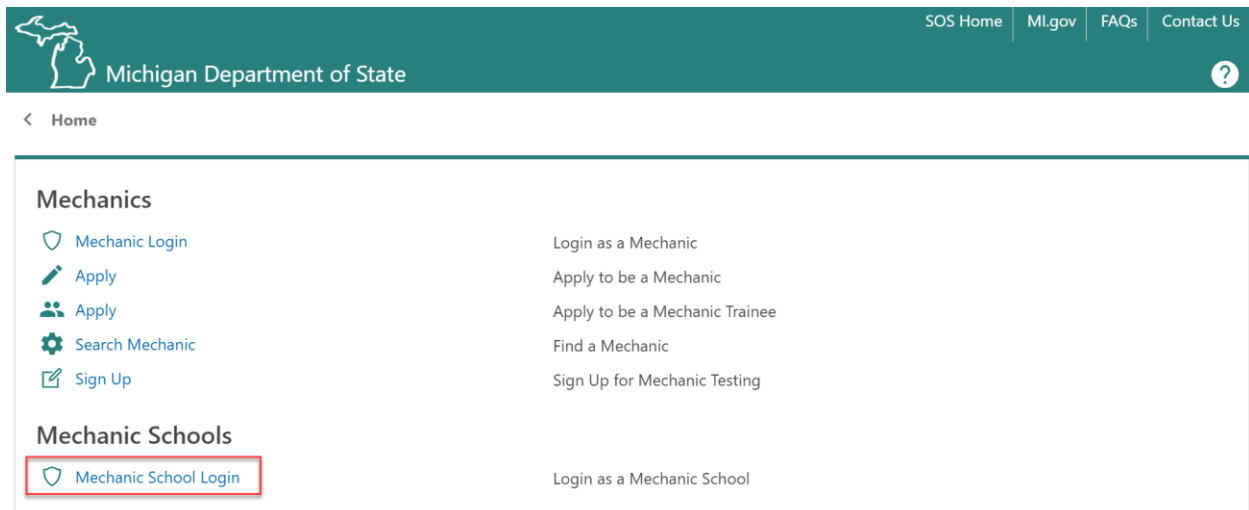 SOS Home MI.gov FAQs Contact Us
Michigan Department of State
?
< Home
Mechanics
Mechanic Login Login as a Mechanic
Apply Apply to be a Mechanic
Apply Apply to be a Mechanic Trainee
Search Mechanic Find a Mechanic
Sign Up Sign Up for Mechanic Testing
Mechanic Schools
Mechanic School Login Login as a Mechanic School